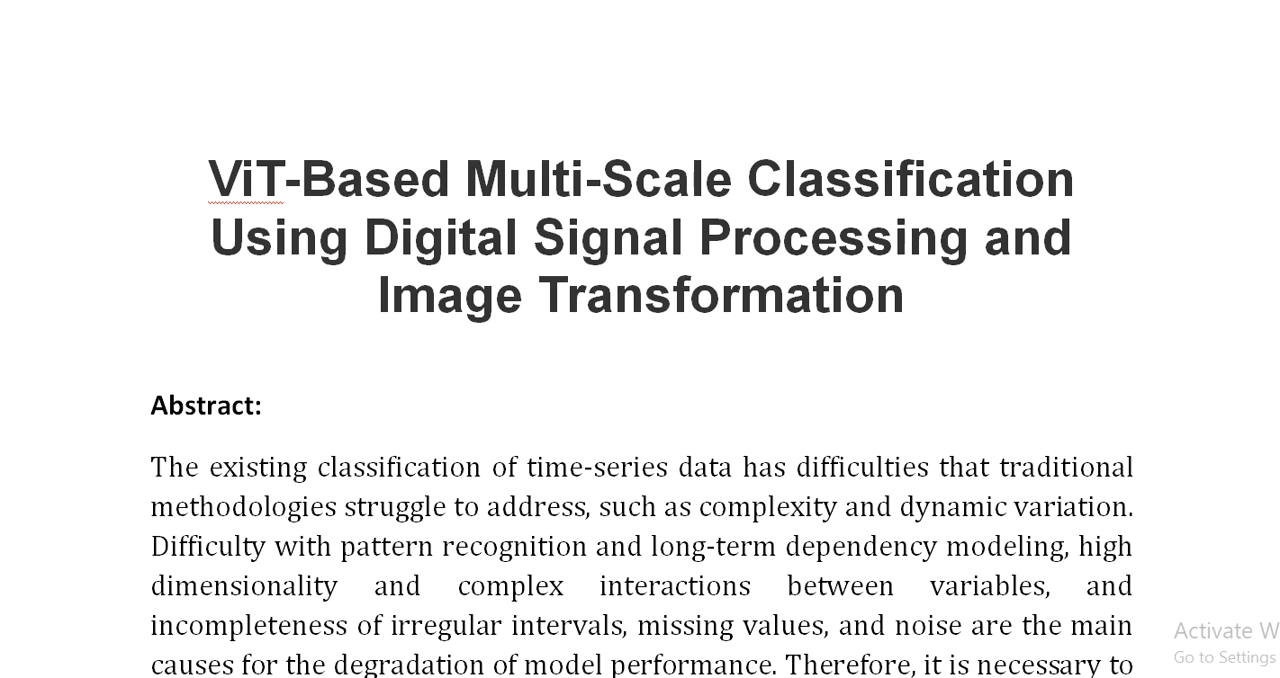 ViT-Based Multi-Scale Classification
Using Digital Signal Processing and
Image Transformation
Abstract:
The existing classification of time-series data has difficulties that traditional
methodologies struggle to address, such as complexity and dynamic variation.
Difficulty with pattern recognition and long-term dependency modeling, high
dimensionality and complex interactions between variables, and
incompleteness of irregular intervals, missing values, and noise are the main
causes for the degradation of model performance. Therefore, it is necessary to
Activate W
Go to Settings